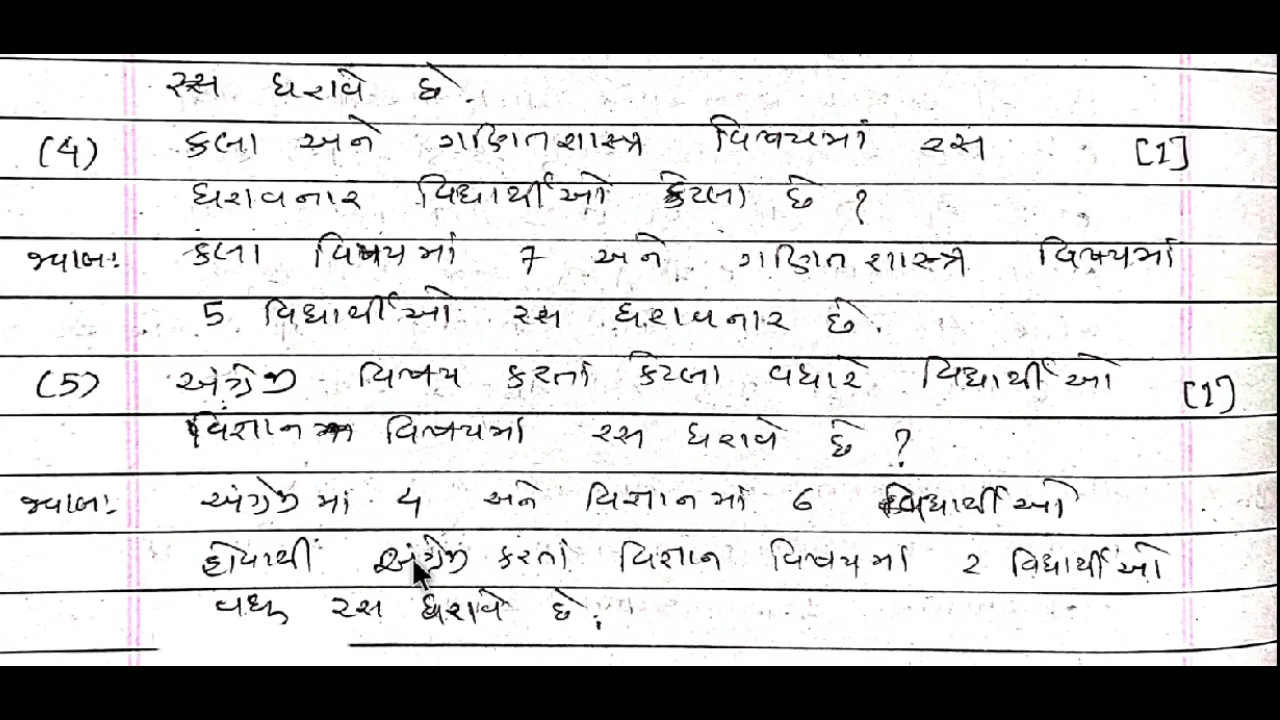 રસ ધરાવે છે.
(4) કલા અને ગણિતશાસ્ત્ર વિષયમાં રસ [1]
ધરાવનાર વિદ્યાર્થીઓ કેટલા છે ?
જવાબ: કલા વિષયમાં 7 અને ગણિતશાસ્ત્ર વિષયમાં
5 વિદ્યાર્થીઓ રસ ધરાવનાર છે.
(5) અંગ્રેજી વિષય કરતાં કેટલા વધારે વિદ્યાર્થીઓ [1]
વિજ્ઞાન વિષયમાં રસ ધરાવે છે ?
જવાબ: અંગ્રેજીમાં 4 અને વિજ્ઞાનમાં 6 વિદ્યાર્થીઓ
હોવાથી અંગ્રેજી કરતાં વિજ્ઞાન વિષયમાં 2 વિદ્યાર્થીઓ
વધુ રસ ધરાવે છે.